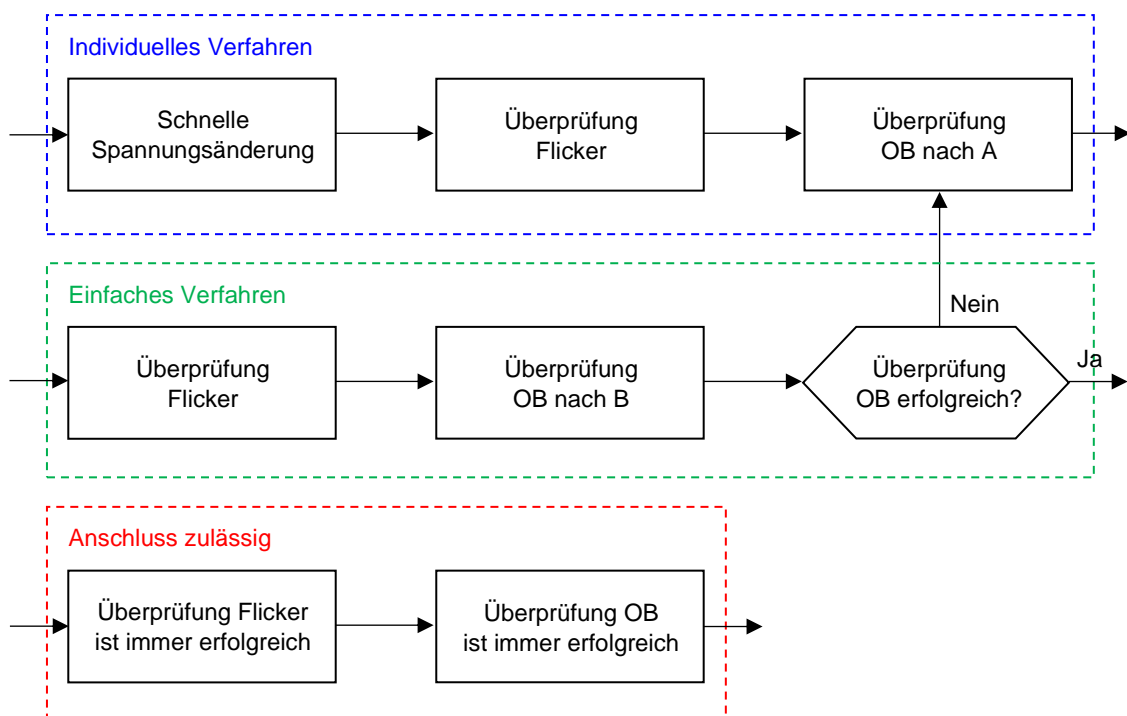 Individuelles Verfahren
Schnelle
Spannungsänderung
Überprüfung
Flicker
Überprüfung
OB nach A
Einfaches Verfahren
Nein
Überprüfung
Flicker
Überprüfung
OB nach B
Überprüfung
OB erfolgreich?
Ja
Anschluss zulässig
Überprüfung Flicker
ist immer erfolgreich
Überprüfung OB
ist immer erfolgreich